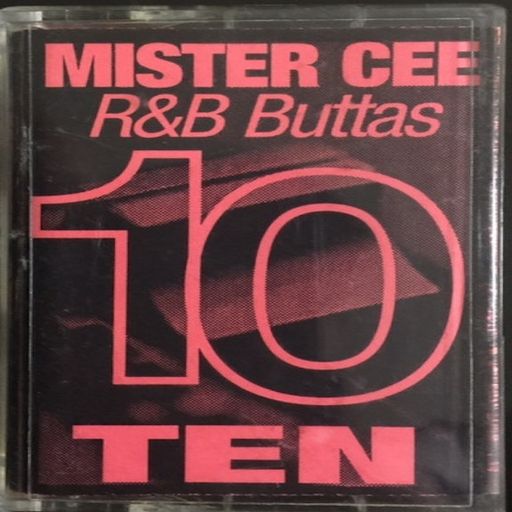 MISTER CEE
R&B Buttas
10
TEN